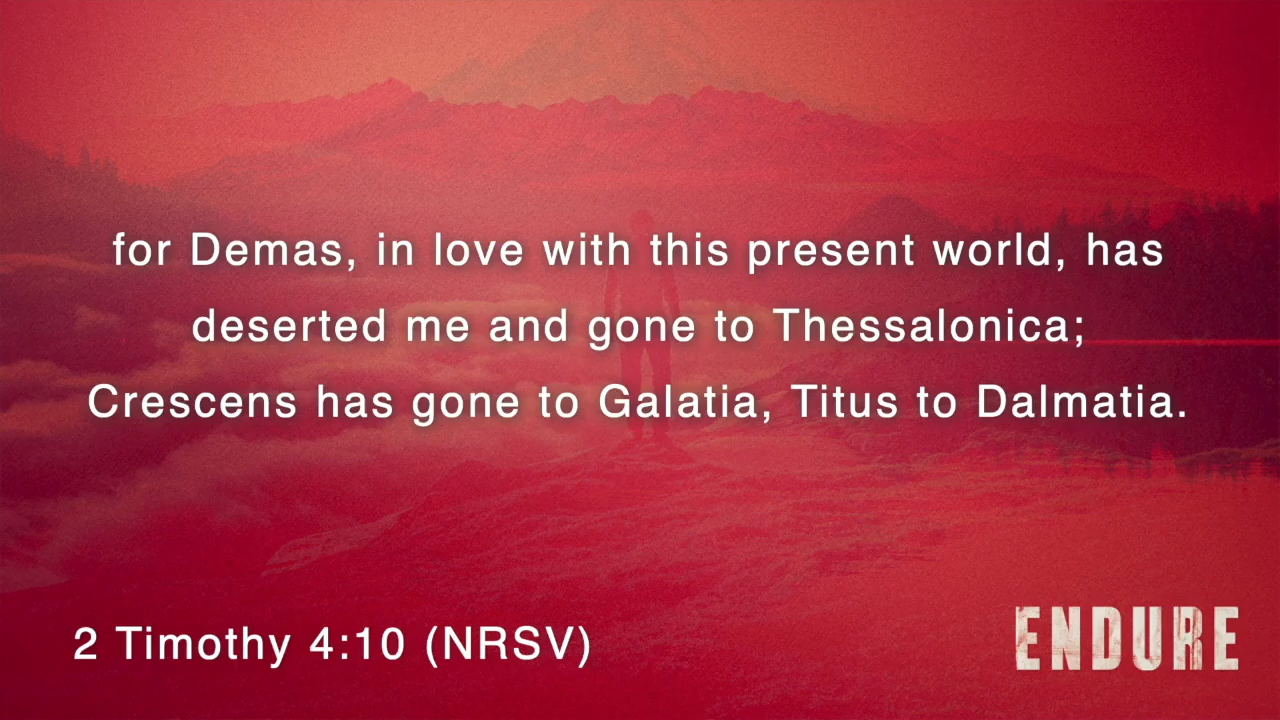 for Demas, in love with this present world, has
deserted me and gone to Thessalonica;
Crescens has gone to Galatia, Titus to Dalmatia.
2 Timothy 4:10 (NRSV)
ENDURE